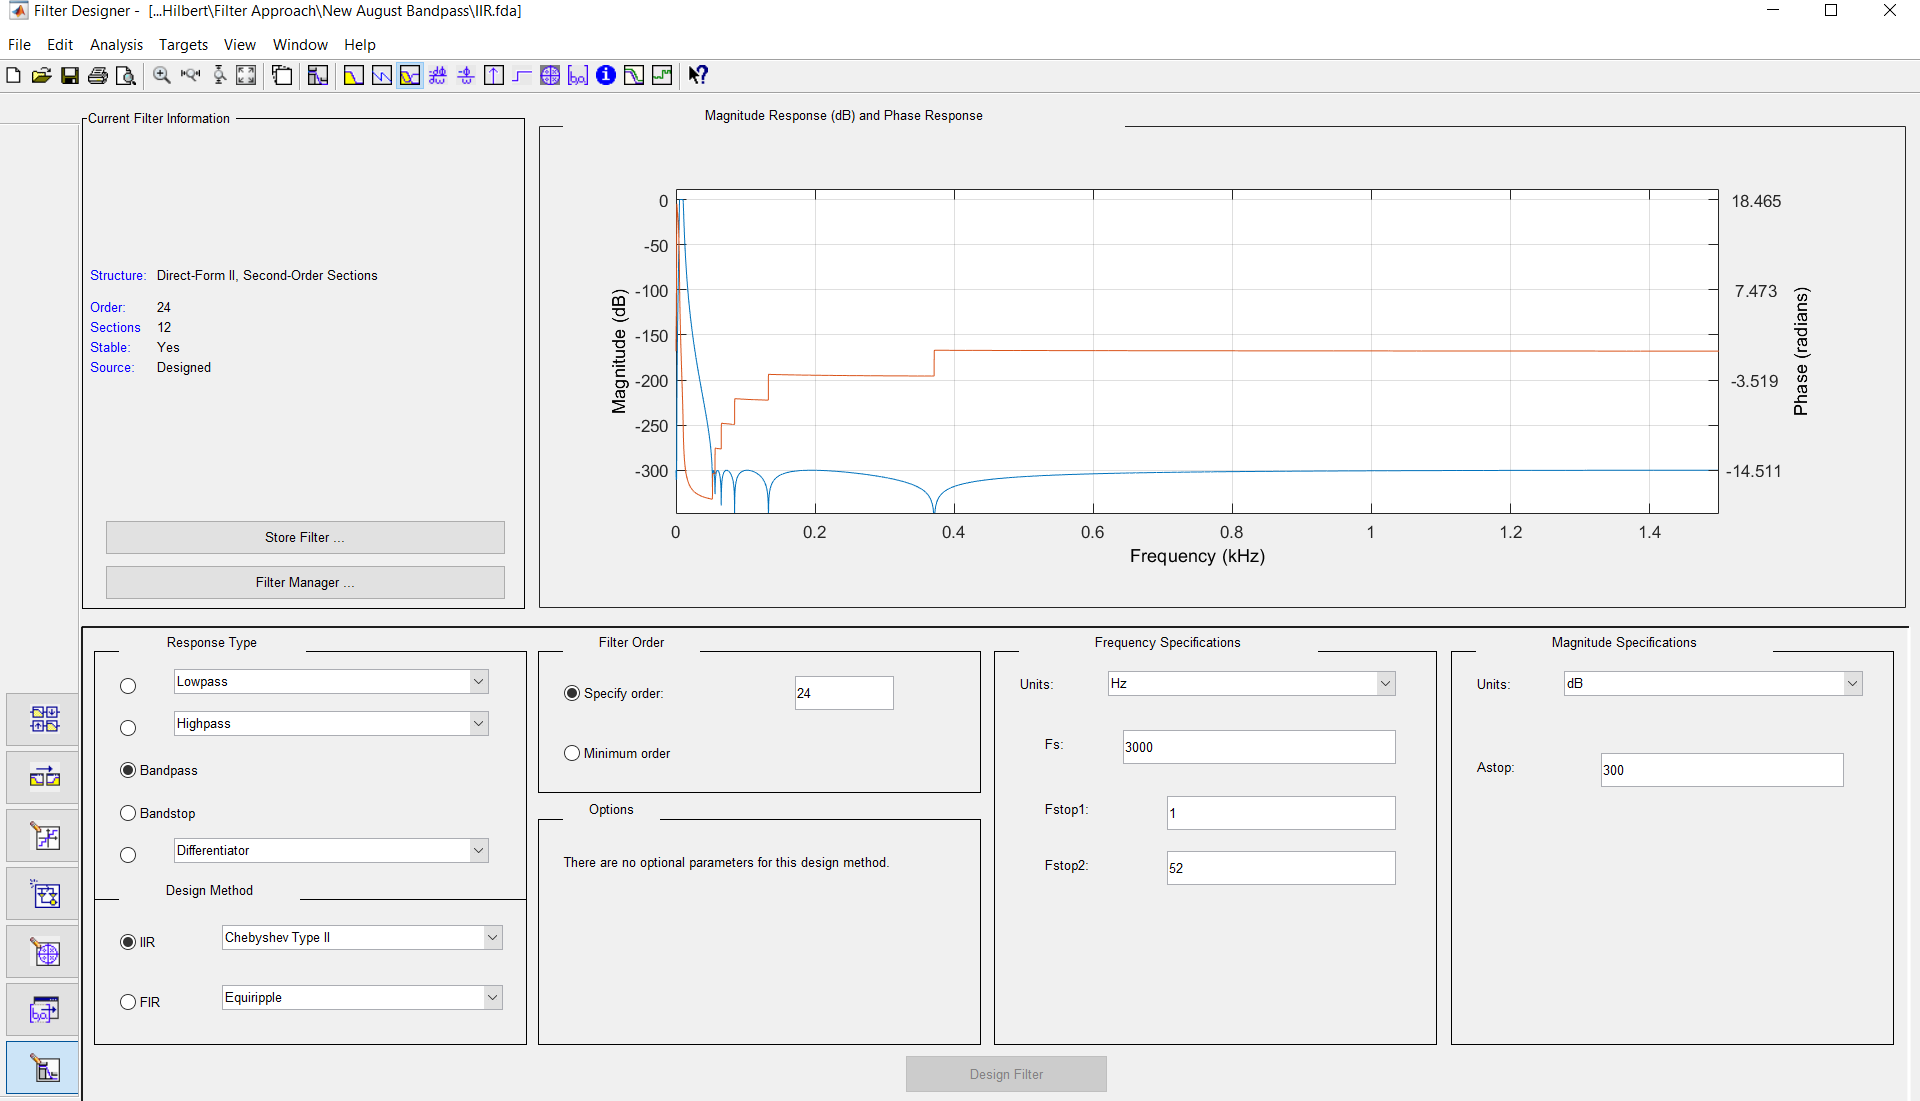 Filter Designer - [...Hilbert\Filter Approach\New August Bandpass\IIR.fda]
File Edit Analysis Targets View Window Help
Current Filter Information
Structure: Direct-Form II, Second-Order Sections
Order: 24
Sections 12
Stable: Yes
Source: Designed
Store Filter ...
Filter Manager ...
Magnitude Response (dB) and Phase Response
Magnitude (dB)
0
-50
-100
-150
-200
-250
-300
18.465
7.473
-3.519
-14.511
Phase (radians)
0 0.2 0.4 0.6 0.8 1 1.2 1.4
Frequency (kHz)
Response Type
Lowpass
Highpass
Bandpass
Bandstop
Differentiator
Design Method
IIR Chebyshev Type II
FIR Equiripple
Filter Order
Specify order: 24
Minimum order
Options
There are no optional parameters for this design method.
Frequency Specifications
Units: Hz
Fs: 3000
Fstop1: 1
Fstop2: 52
Magnitude Specifications
Units: dB
Astop: 300
Design Filter